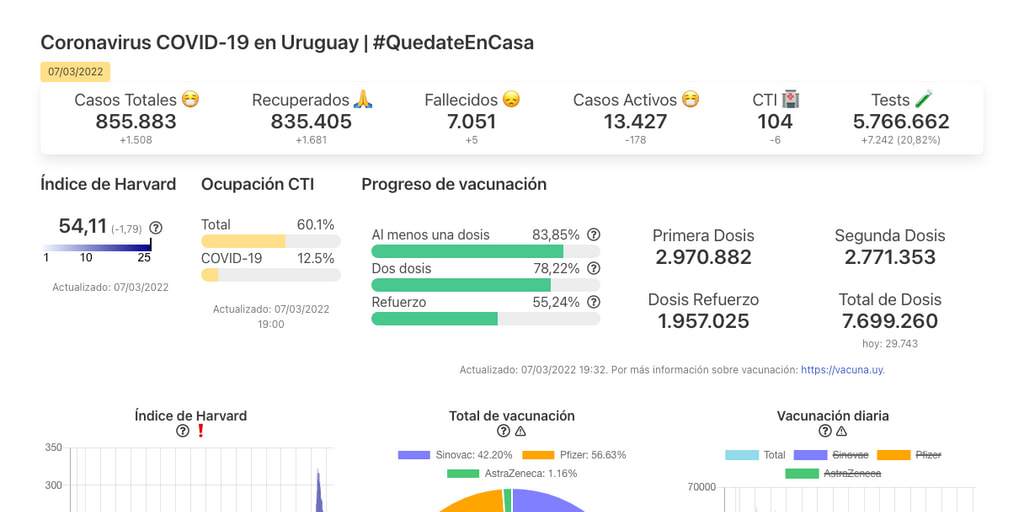 Coronavirus COVID-19 en Uruguay | #QuedateEnCasa
07/03/2022
Casos Totales 😷 Recuperados 🙏 Fallecidos 😞 Casos Activos 😷 CTI 🏥 Tests 🧪
855.883 835.405 7.051 13.427 104 5.766.662
+1.508 +1.681 +5 -178 -6 +7.242 (20,82%)
Índice de Harvard
54,11 (-1,79)
1 10 25
Actualizado: 07/03/2022
Ocupación CTI
Total 60.1%
COVID-19 12.5%
Actualizado: 07/03/2022
19:00
Progreso de vacunación
Al menos una dosis 83,85%
Dos dosis 78,22%
Refuerzo 55,24%
Primera Dosis
2.970.882
Segunda Dosis
2.771.353
Dosis Refuerzo
1.957.025
Total de Dosis
7.699.260
hoy: 29.743
Actualizado: 07/03/2022 19:32. Por más información sobre vacunación: https://vacuna.uy.
Índice de Harvard
❗
350
300
Total de vacunación
Sinovac: 42.20% Pfizer: 56.63%
AstraZeneca: 1.16%
Vacunación diaria
Total Sinovac Pfizer
AstraZeneca
70000